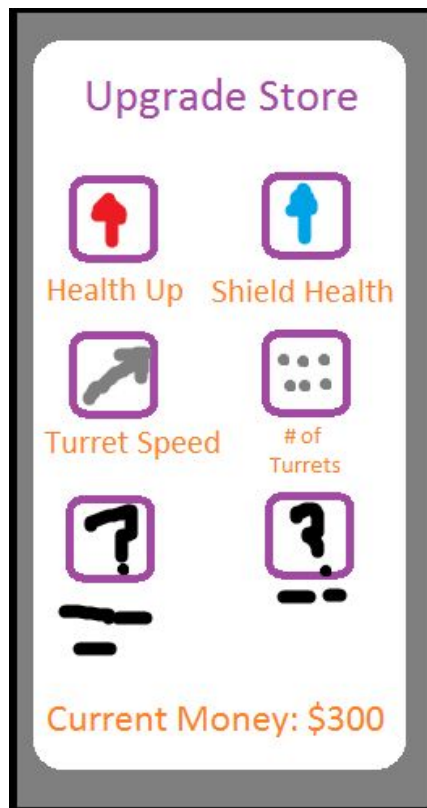 Upgrade Store
Health Up
Shield Health
Turret Speed
# of
Turrets
?
?
Current Money: $300